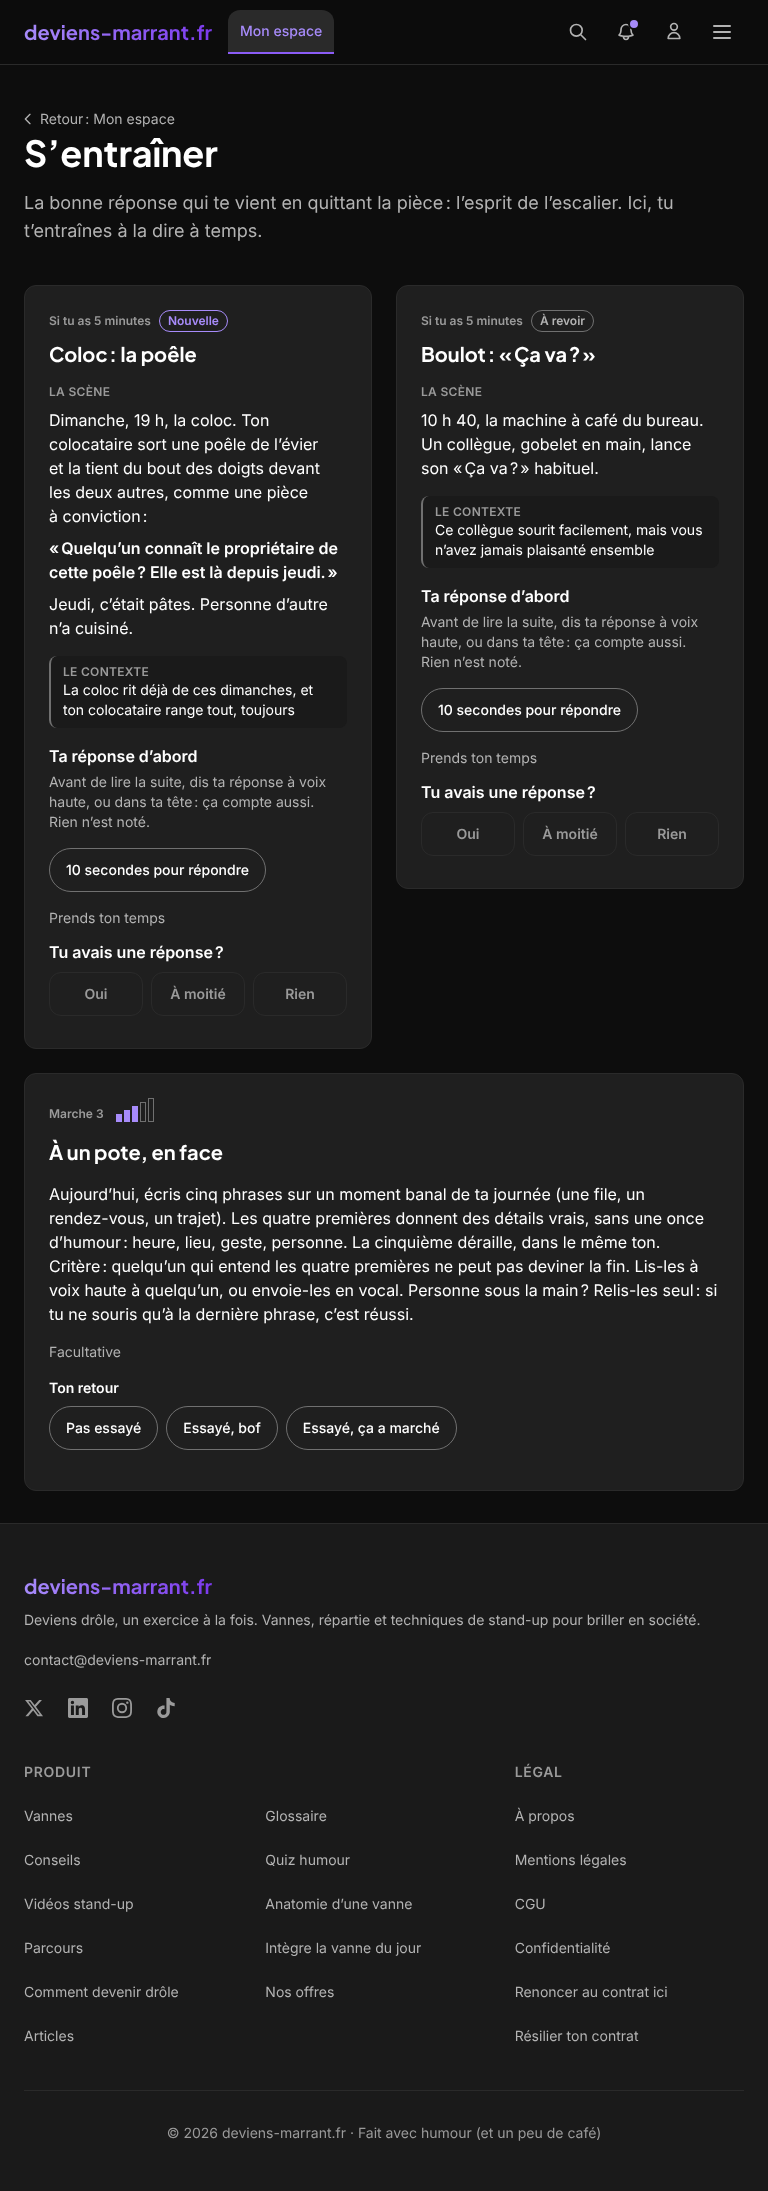 deviens-marrant.fr
Mon espace
Retour : Mon espace
S’entraîner
La bonne réponse qui te vient en quittant la pièce : l’esprit de l’escalier. Ici, tu
t’entraînes à la dire à temps.
Si tu as 5 minutes
Nouvelle
Coloc : la poêle
LA SCÈNE
Dimanche, 19 h, la coloc. Ton
colocataire sort une poêle de l’évier
et la tient du bout des doigts devant
les deux autres, comme une pièce
à conviction :
« Quelqu’un connaît le propriétaire de
cette poêle ? Elle est là depuis jeudi. »
Jeudi, c’était pâtes. Personne d’autre
n’a cuisiné.
LE CONTEXTE
La coloc rit déjà de ces dimanches, et
ton colocataire range tout, toujours
Ta réponse d’abord
Avant de lire la suite, dis ta réponse à voix
haute, ou dans ta tête : ça compte aussi.
Rien n’est noté.
10 secondes pour répondre
Prends ton temps
Tu avais une réponse ?
Oui
À moitié
Rien
Si tu as 5 minutes
À revoir
Boulot : « Ça va ? »
LA SCÈNE
10 h 40, la machine à café du bureau.
Un collègue, gobelet en main, lance
son « Ça va ? » habituel.
LE CONTEXTE
Ce collègue sourit facilement, mais vous
n’avez jamais plaisanté ensemble
Ta réponse d’abord
Avant de lire la suite, dis ta réponse à voix
haute, ou dans ta tête : ça compte aussi.
Rien n’est noté.
10 secondes pour répondre
Prends ton temps
Tu avais une réponse ?
Oui
À moitié
Rien
Marche 3
À un pote, en face
Aujourd’hui, écris cinq phrases sur un moment banal de ta journée (une file, un
rendez-vous, un trajet). Les quatre premières donnent des détails vrais, sans une once
d’humour : heure, lieu, geste, personne. La cinquième déraille, dans le même ton.
Critère : quelqu’un qui entend les quatre premières ne peut pas deviner la fin. Lis-les à
voix haute à quelqu’un, ou envoie-les en vocal. Personne sous la main ? Relis-les seul : si
tu ne souris qu’à la dernière phrase, c’est réussi.
Facultative
Ton retour
Pas essayé
Essayé, bof
Essayé, ça a marché
deviens-marrant.fr
Deviens drôle, un exercice à la fois. Vannes, répartie et techniques de stand-up pour briller en société.
contact@deviens-marrant.fr
PRODUIT
Vannes
Conseils
Vidéos stand-up
Parcours
Comment devenir drôle
Articles
Glossaire
Quiz humour
Anatomie d’une vanne
Intègre la vanne du jour
Nos offres
LÉGAL
À propos
Mentions légales
CGU
Confidentialité
Renoncer au contrat ici
Résilier ton contrat
© 2026 deviens-marrant.fr · Fait avec humour (et un peu de café)